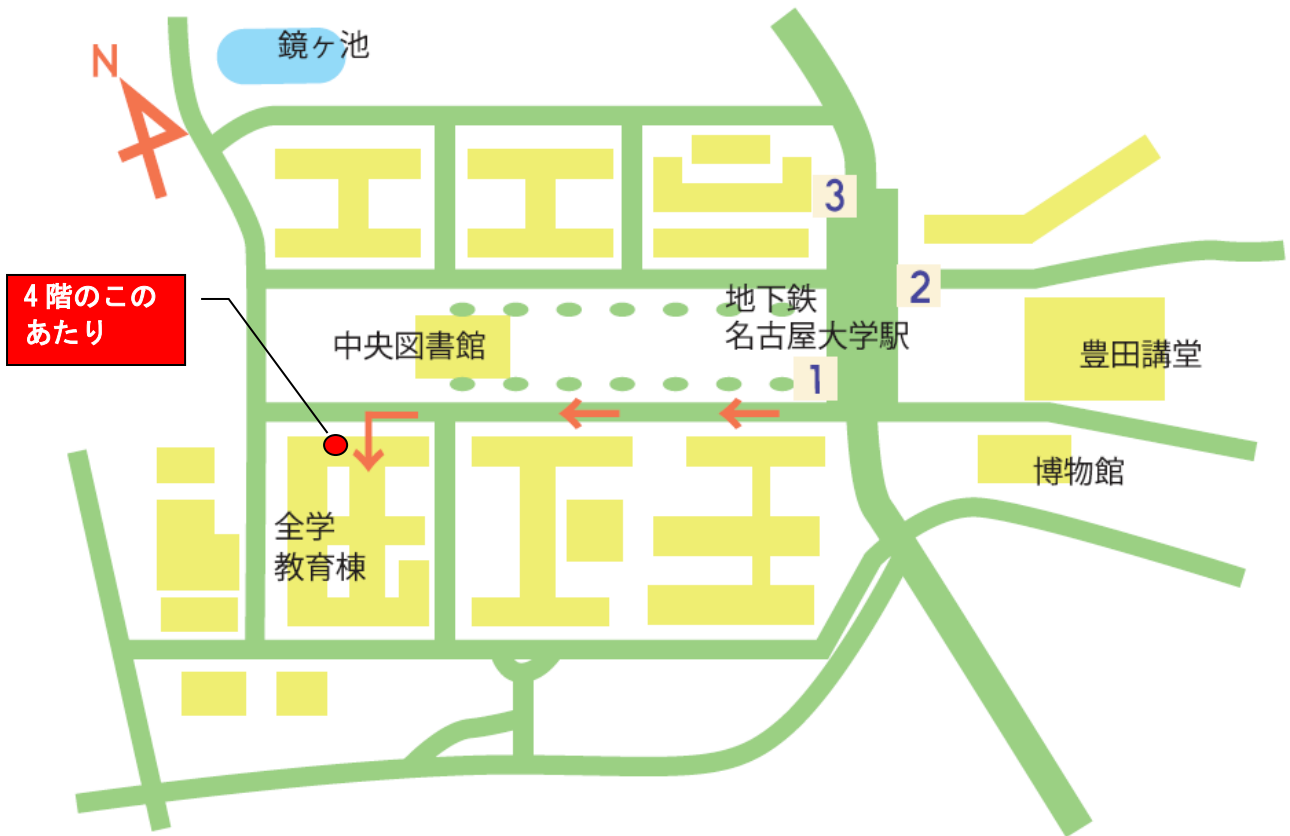 鏡ヶ池
N
3
4階のこの
あたり
2
地下鉄
名古屋大学駅
中央図書館
豊田講堂
1
博物館
全学
教育棟